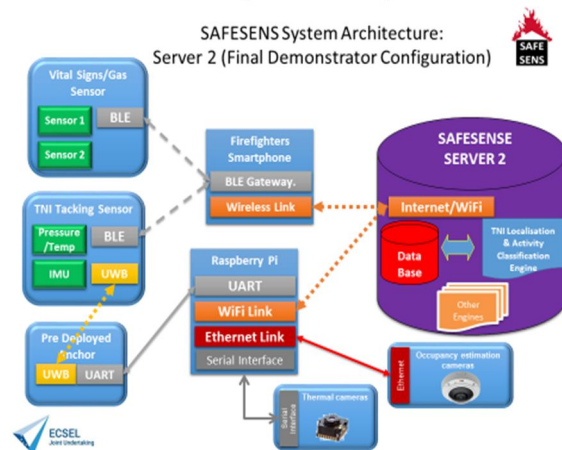 SAFESENS System Architecture:
Server 2 (Final Demonstrator Configuration)
SAFE
SENS
Vital Signs/Gas
Sensor
Sensor 1
BLE
Sensor 2
Firefighters
Smartphone
BLE Gateway.
Wireless Link
SAFESENSE
SERVER 2
Internet/WiFi
Data
Base
TNI Localisation
& Activity
Classification
Engine
Other
Engines
TNI Tacking Sensor
Pressure
/Temp
BLE
IMU
UWB
Raspberry Pi
UART
WiFi Link
Ethernet Link
Serial Interface
Pre Deployed
Anchor
UWB
UART
Ethernet
Occupancy estimation
cameras
Serial
Interface
Thermal cameras
ECSEL
Joint Undertaking